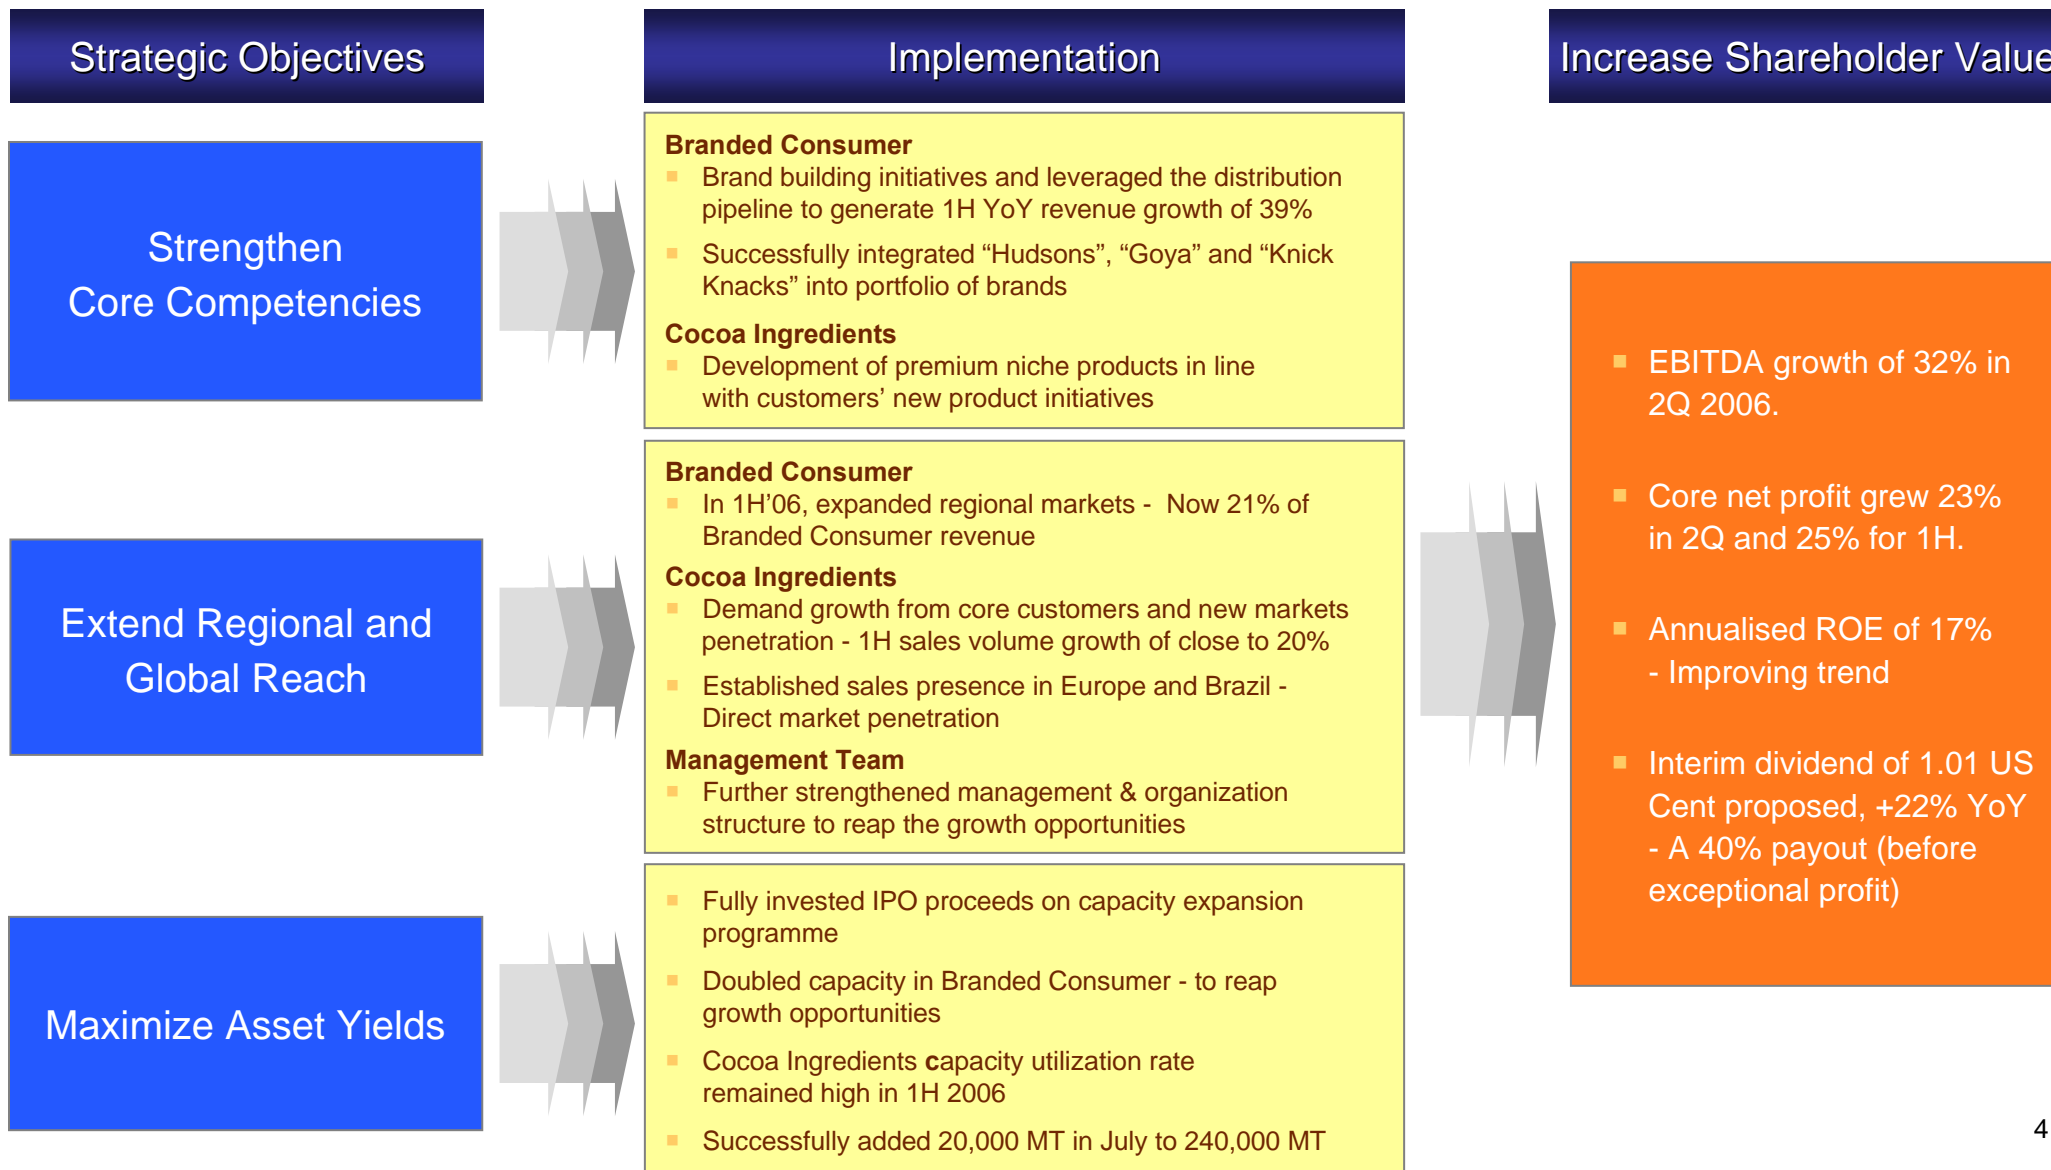 Strategic Objectives
Implementation
Increase Shareholder Value
Strengthen
Core Competencies
Branded Consumer
Brand building initiatives and leveraged the distribution
pipeline to generate 1H YoY revenue growth of 39%
Successfully integrated “Hudsons”, “Goya” and “Knick
Knacks” into portfolio of brands
Cocoa Ingredients
Development of premium niche products in line
with customers’ new product initiatives
Extend Regional and
Global Reach
Branded Consumer
In 1H’06, expanded regional markets - Now 21% of
Branded Consumer revenue
Cocoa Ingredients
Demand growth from core customers and new markets
penetration - 1H sales volume growth of close to 20%
Established sales presence in Europe and Brazil -
Direct market penetration
Management Team
Further strengthened management & organization
structure to reap the growth opportunities
Maximize Asset Yields
Fully invested IPO proceeds on capacity expansion
programme
Doubled capacity in Branded Consumer - to reap
growth opportunities
Cocoa Ingredients capacity utilization rate
remained high in 1H 2006
Successfully added 20,000 MT in July to 240,000 MT
EBITDA growth of 32% in
2Q 2006.
Core net profit grew 23%
in 2Q and 25% for 1H.
Annualised ROE of 17%
- Improving trend
Interim dividend of 1.01 US
Cent proposed, +22% YoY
- A 40% payout (before
exceptional profit)
4